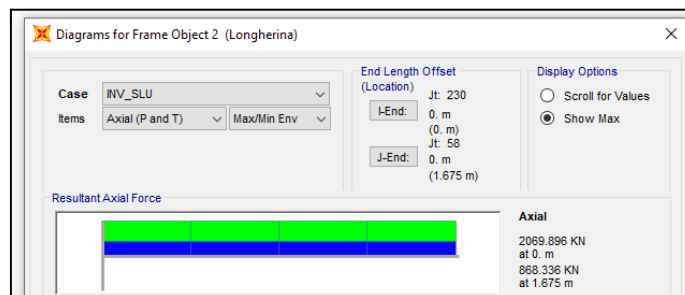 Diagrams for Frame Object 2 (Longherina)
Case INV_SLU
Items Axial (P and T) Max/Min Env
End Length Offset
(Location)
Jt: 230
I-End: 0. m
(0. m)
Jt: 58
J-End: 0. m
(1.675 m)
Display Options
Scroll for Values
Show Max
Resultant Axial Force
Axial
2069.896 KN
at 0. m
868.336 KN
at 1.675 m